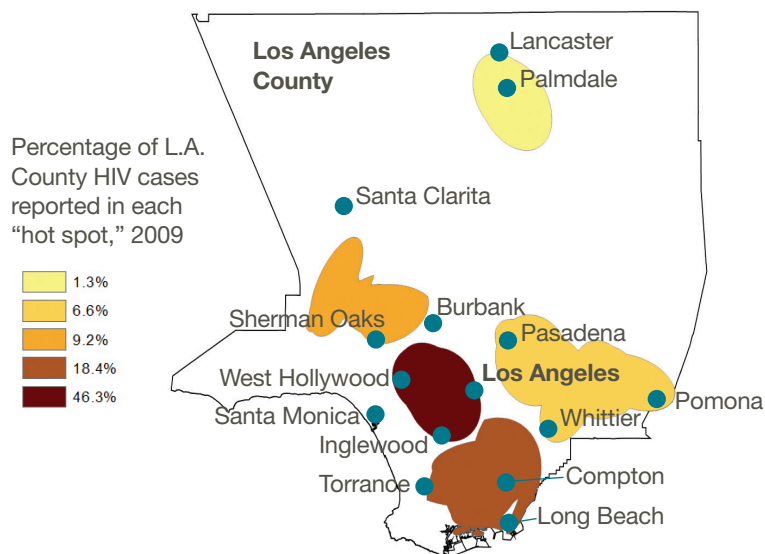 Los Angeles
County
Lancaster
Palmdale
Percentage of L.A.
County HIV cases
reported in each
“hot spot,” 2009
1.3%
6.6%
9.2%
18.4%
46.3%
Santa Clarita
Burbank
Sherman Oaks
Pasadena
West Hollywood
Los Angeles
Pomona
Santa Monica
Whittier
Inglewood
Torrance
Compton
Long Beach